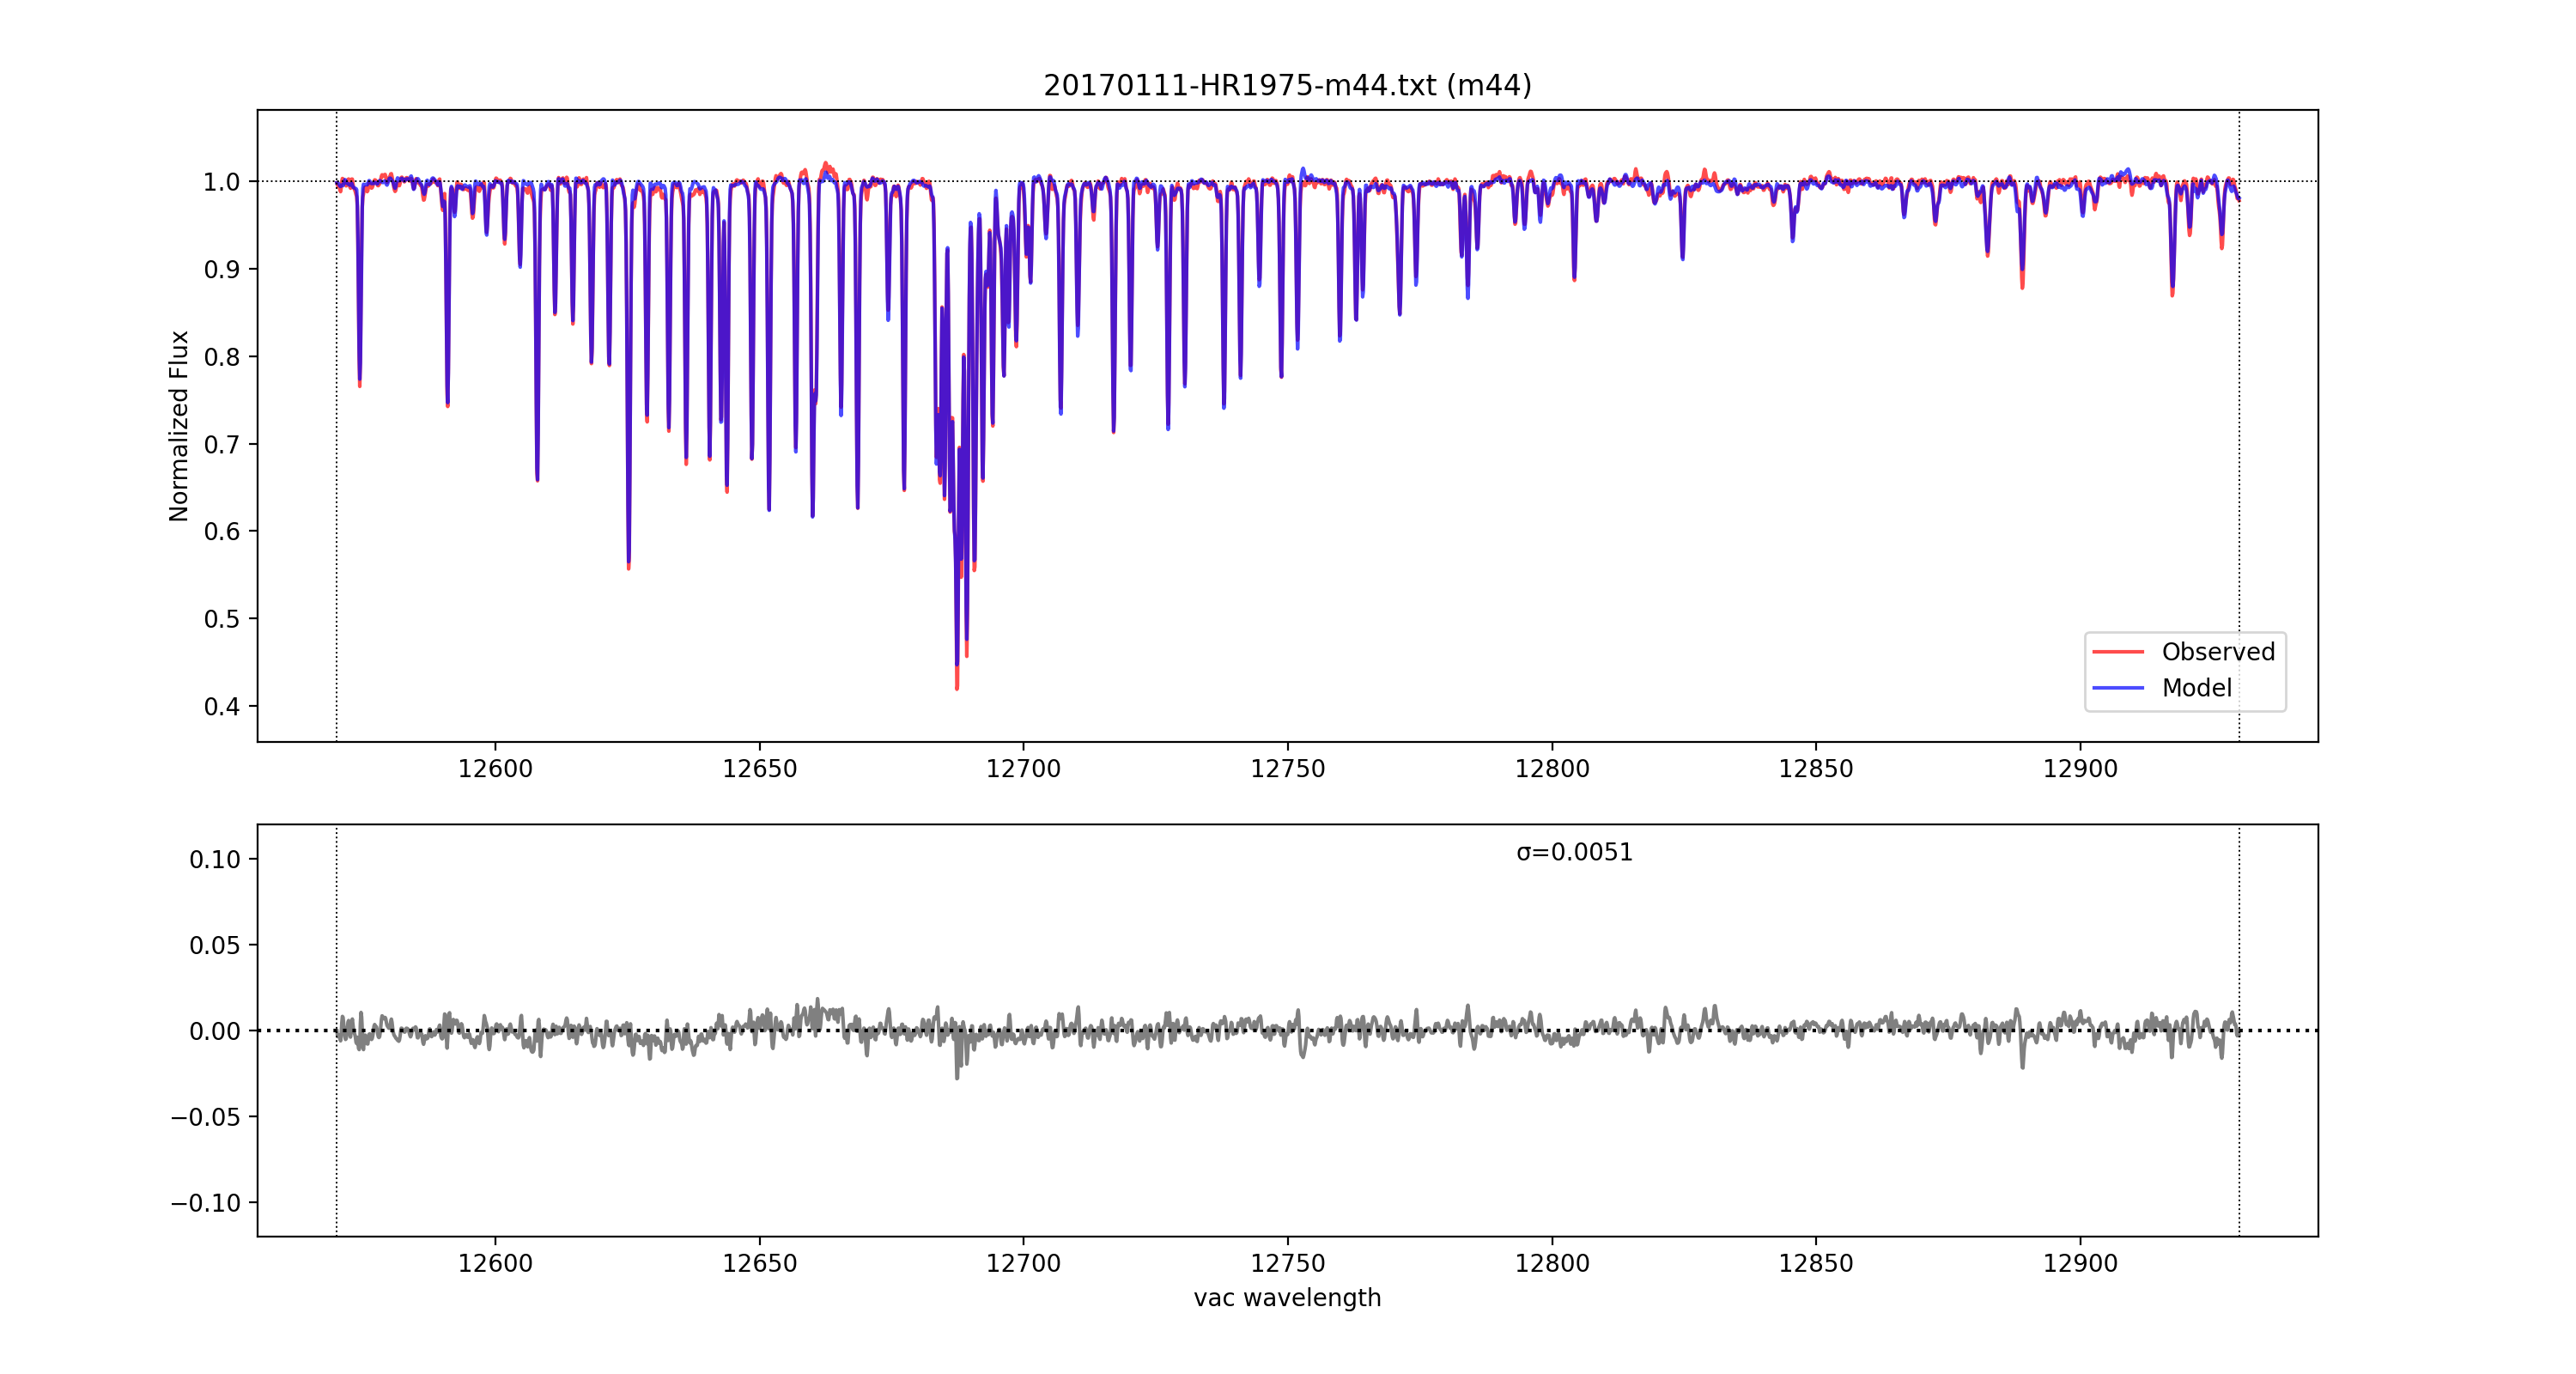 20170111-HR1975-m44.txt (m44)
Normalized Flux
1.0
0.9
0.8
0.7
0.6
0.5
0.4
Observed
Model
12600 12650 12700 12750 12800 12850 12900
σ=0.0051
0.10
0.05
0.00
−0.05
−0.10
12600 12650 12700 12750 12800 12850 12900
vac wavelength